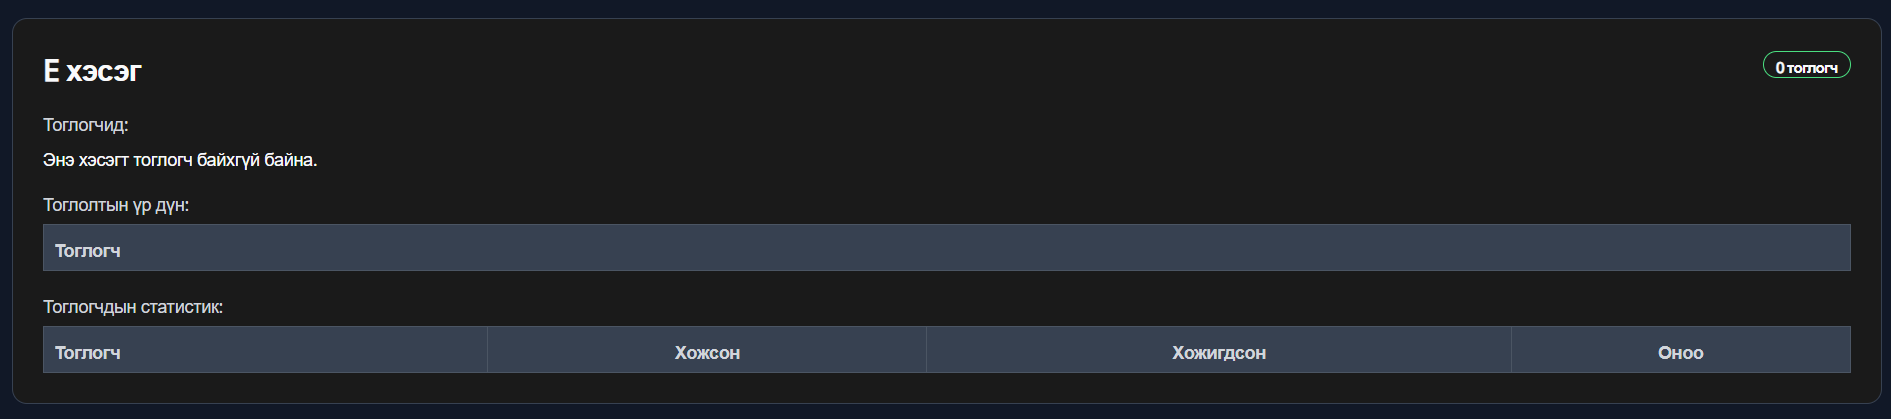 Е хэсэг
0 тоглогч
Тоглогчид:
Энэ хэсэгт тоглогч байхгүй байна.
Тоглолтын үр дүн:
Тоглогч
Тоглогчдын статистик:
Тоглогч Хожсон Хожигдсон Оноо